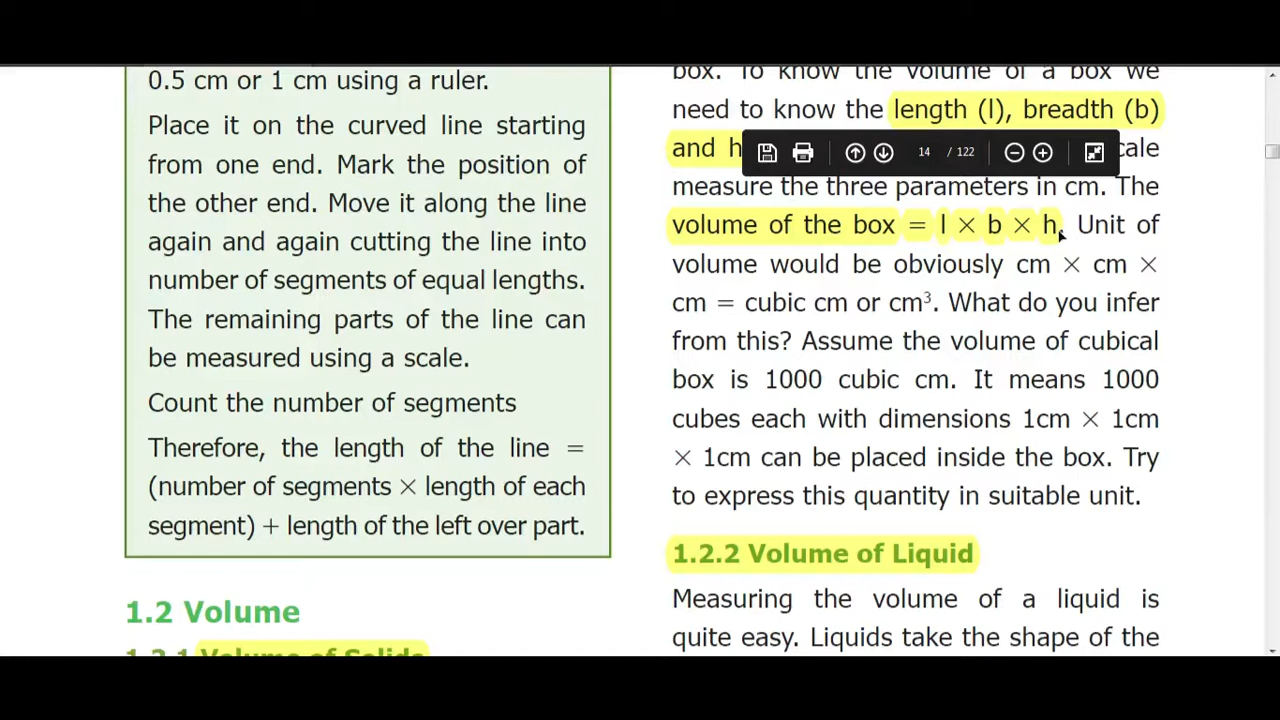 0.5 cm or 1 cm using a ruler.
Place it on the curved line starting
from one end. Mark the position of
the other end. Move it along the line
again and again cutting the line into
number of segments of equal lengths.
The remaining parts of the line can
be measured using a scale.
Count the number of segments
Therefore, the length of the line =
(number of segments × length of each
segment) + length of the left over part.
1.2 Volume
1.2.1 Volume of Solids
box. To know the volume of a box we
need to know the length (l), breadth (b)
and h
14 / 122
cale
measure the three parameters in cm. The
volume of the box = l × b × h. Unit of
volume would be obviously cm × cm ×
cm = cubic cm or cm³. What do you infer
from this? Assume the volume of cubical
box is 1000 cubic cm. It means 1000
cubes each with dimensions 1cm × 1cm
× 1cm can be placed inside the box. Try
to express this quantity in suitable unit.
1.2.2 Volume of Liquid
Measuring the volume of a liquid is
quite easy. Liquids take the shape of the